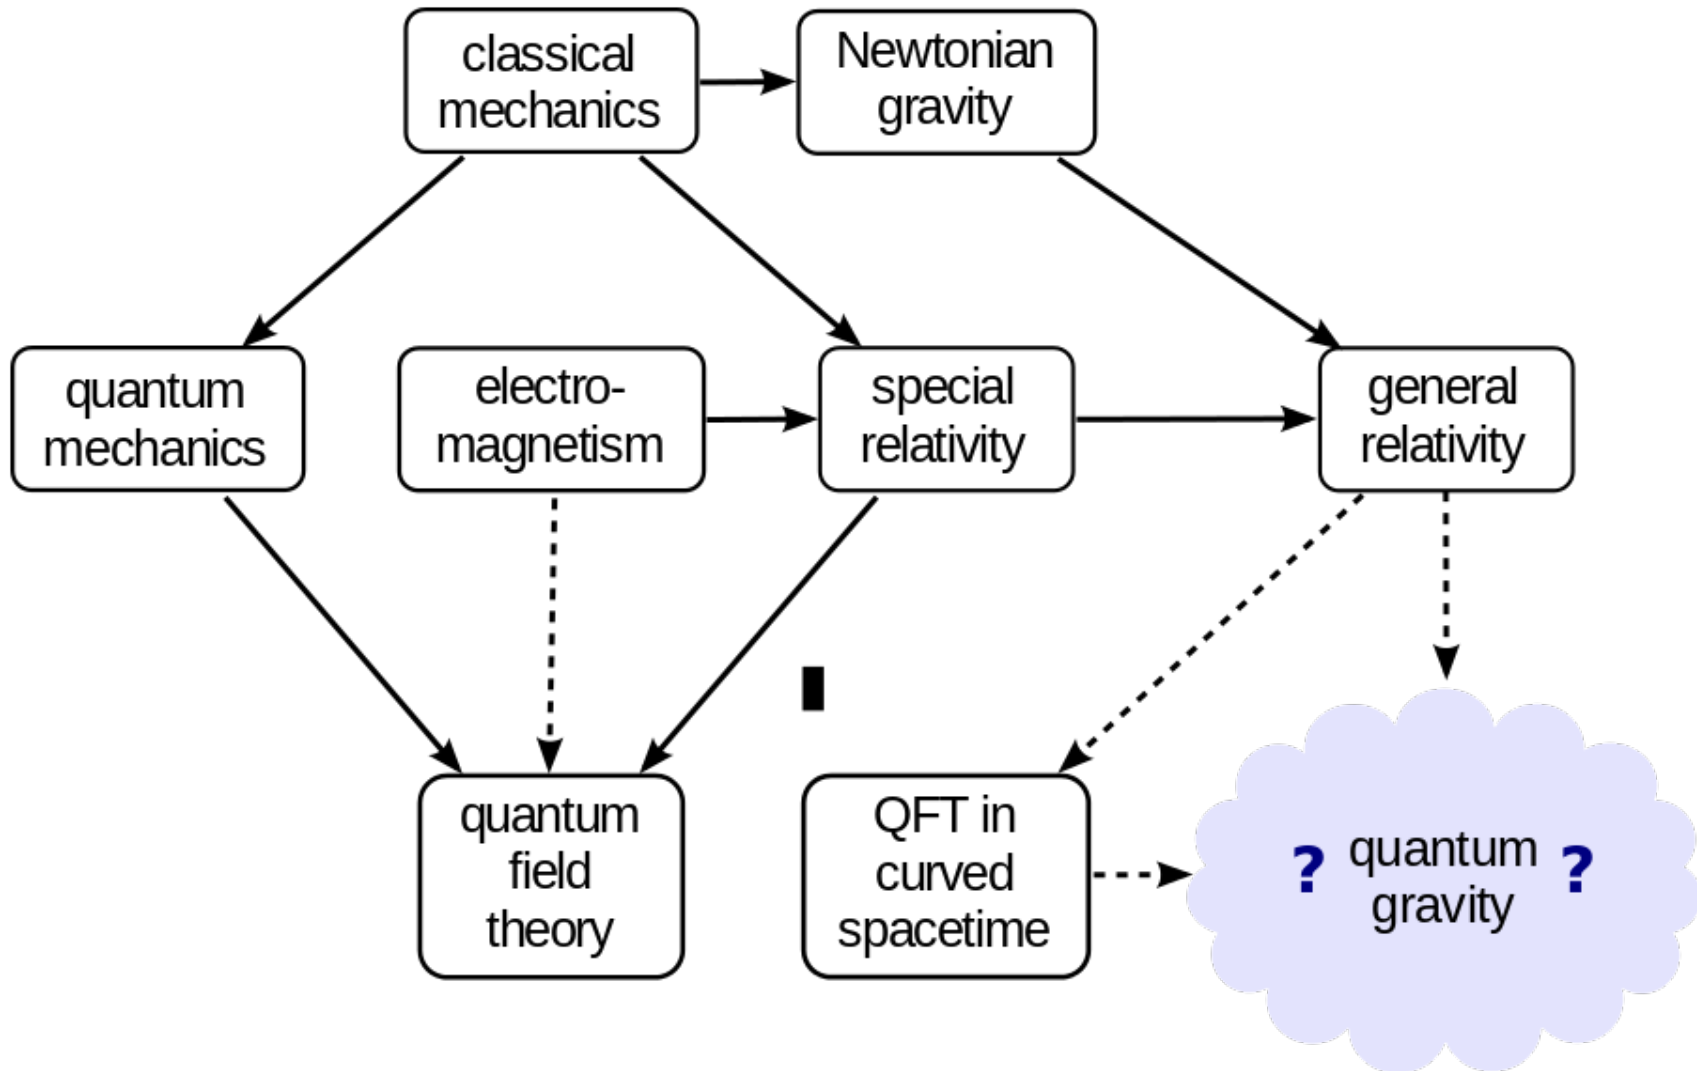 classical
mechanics
Newtonian
gravity
quantum
mechanics
electro-
magnetism
special
relativity
general
relativity
quantum
field
theory
QFT in
curved
spacetime
? quantum ?
gravity